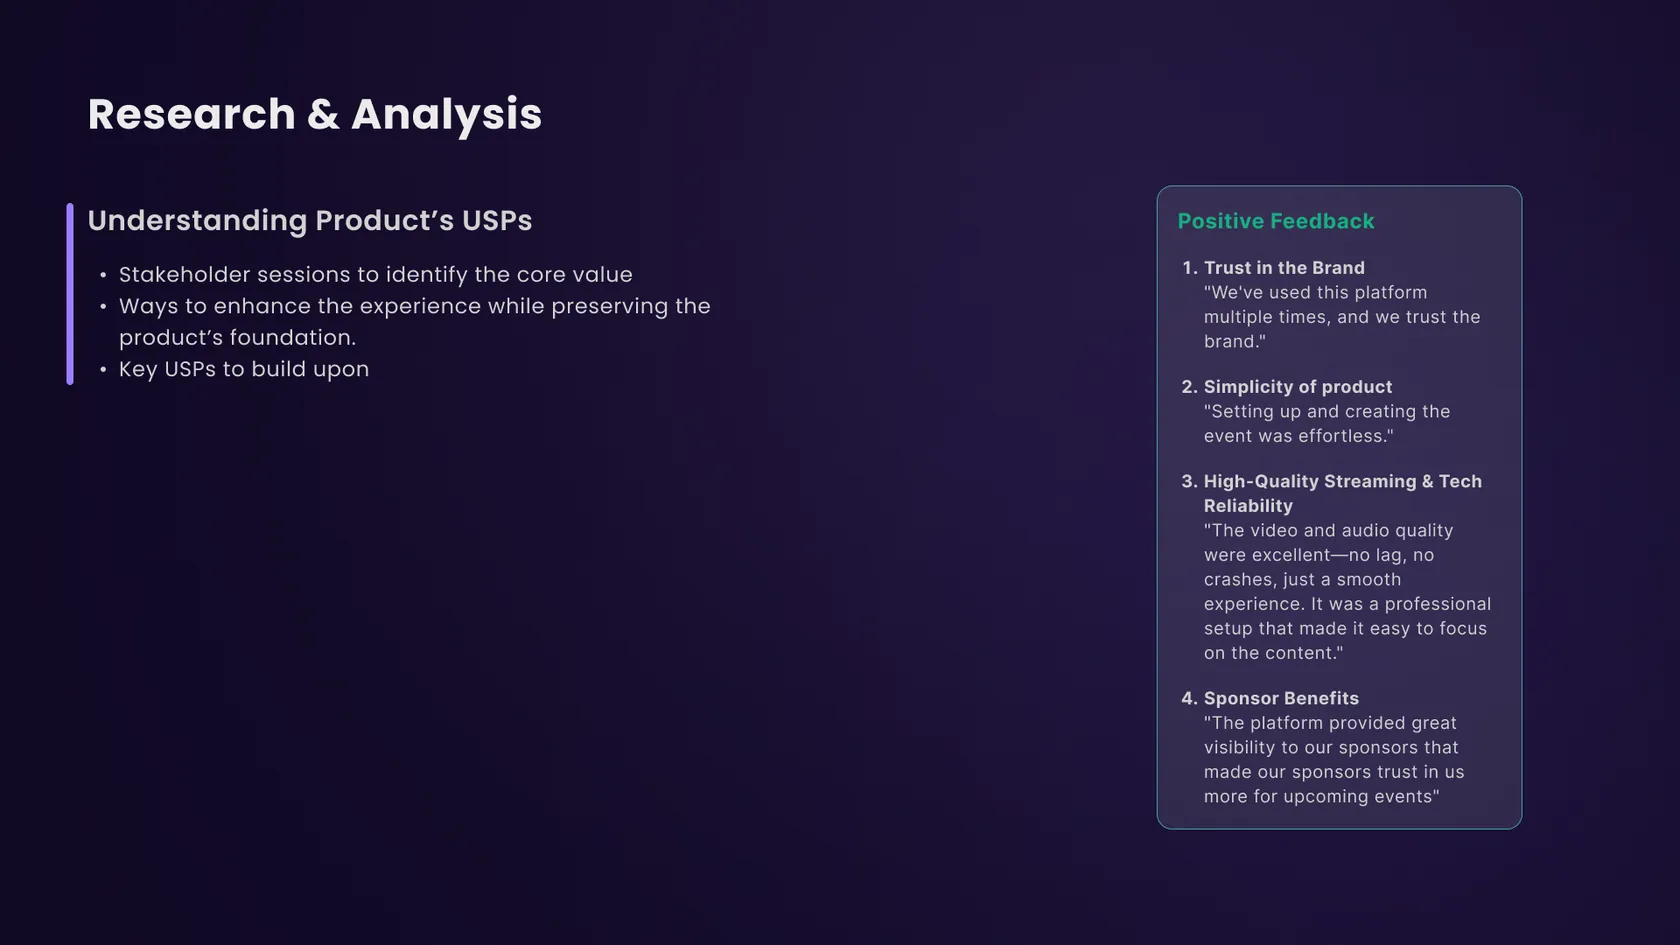 Research & Analysis
Understanding Product’s USPs
• Stakeholder sessions to identify the core value
• Ways to enhance the experience while preserving the
product’s foundation.
• Key USPs to build upon
Positive Feedback
1. Trust in the Brand
"We've used this platform
multiple times, and we trust the
brand."
2. Simplicity of product
"Setting up and creating the
event was effortless."
3. High-Quality Streaming & Tech
Reliability
"The video and audio quality
were excellent—no lag, no
crashes, just a smooth
experience. It was a professional
setup that made it easy to focus
on the content."
4. Sponsor Benefits
"The platform provided great
visibility to our sponsors that
made our sponsors trust in us
more for upcoming events"